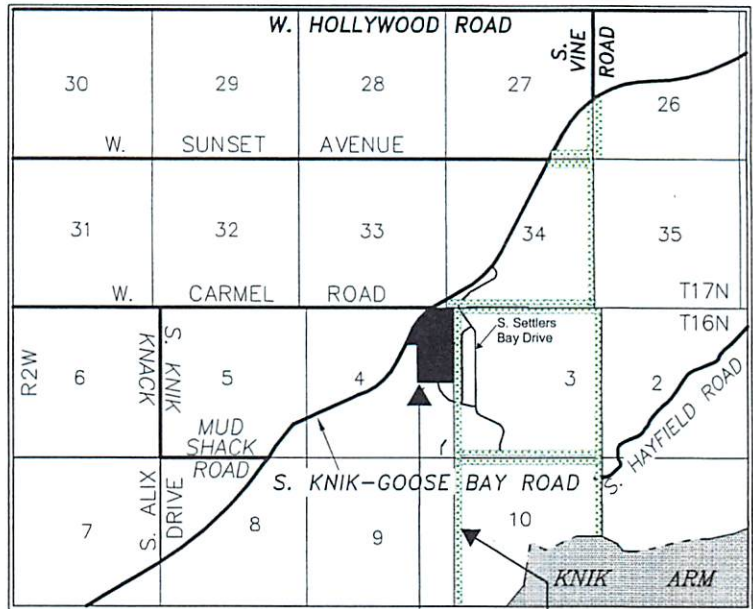 W. HOLLYWOOD ROAD
S. VINE ROAD
30 29 28 27 26
W. SUNSET AVENUE
31 32 33 34 35
W. CARMEL ROAD T17N
T16N
S. Settlers
Bay Drive
R2W 6 S. KNACK S. KNIK 5 4 3 2
MUD
SHACK
ROAD
S. HAYFIELD ROAD
S. KNIK-GOOSE BAY ROAD
7 S. ALIX DRIVE 8 9 10
KNIK ARM